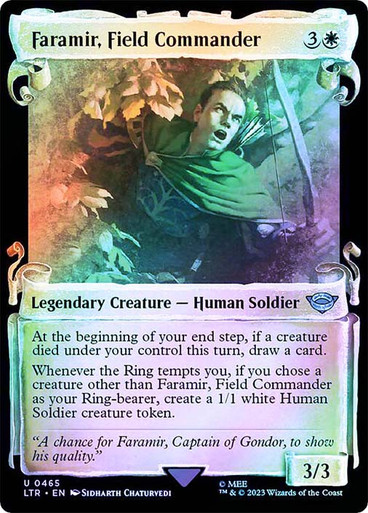 Faramir, Field Commander 3
Legendary Creature — Human Soldier
At the beginning of your end step, if a creature
died under your control this turn, draw a card.
Whenever the Ring tempts you, if you chose a
creature other than Faramir, Field Commander
as your Ring-bearer, create a 1/1 white Human
Soldier creature token.
“A chance for Faramir, Captain of Gondor, to show
his quality.”
3/3
U 0465
LTR • EN Sidharth Chaturvedi
© MEE
™ & © 2023 Wizards of the Coast